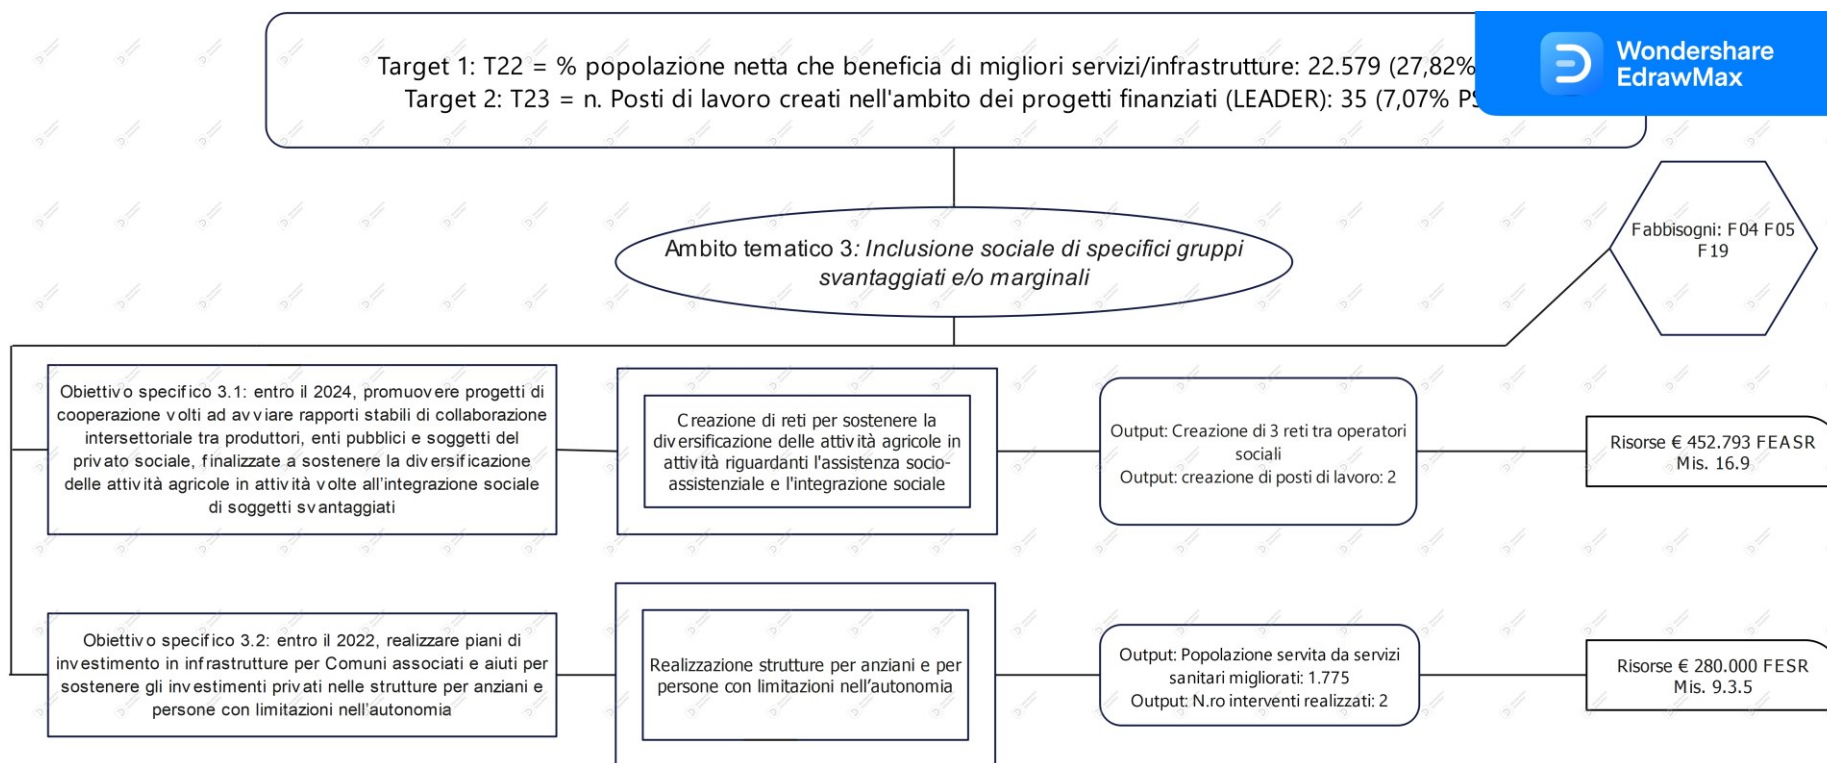 Target 1: T22 = % popolazione netta che beneficia di migliori servizi/infrastrutture: 22.579 (27,82%
Target 2: T23 = n. Posti di lavoro creati nell'ambito dei progetti finanziati (LEADER): 35 (7,07%
Wondershare
EdrawMax
Ambito tematico 3: Inclusione sociale di specifici gruppi
svantaggiati e/o marginali
Fabbisogni: F04 F05
F19
Obiettivo specifico 3.1: entro il 2024, promuovere progetti di
cooperazione volti ad avviare rapporti stabili di collaborazione
intersettoriale tra produttori, enti pubblici e soggetti del
privato sociale, finalizzate a sostenere la diversificazione
delle attività agricole in attività volte all'integrazione sociale
di soggetti svantaggiati
Creazione di reti per sostenere la
diversificazione delle attività agricole in
attività riguardanti l'assistenza socio-
assistenziale e l'integrazione sociale
Output: Creazione di 3 reti tra operatori
sociali
Output: creazione di posti di lavoro: 2
Risorse € 452.793 FEASR
Mis. 16.9
Obiettivo specifico 3.2: entro il 2022, realizzare piani di
investimento in infrastrutture per Comuni associati e aiuti per
sostenere gli investimenti privati nelle strutture per anziani e
persone con limitazioni nell'autonomia
Realizzazione strutture per anziani e per
persone con limitazioni nell'autonomia
Output: Popolazione servita da servizi
sanitari migliorati: 1.775
Output: N.ro interventi realizzati: 2
Risorse € 280.000 FESR
Mis. 9.3.5